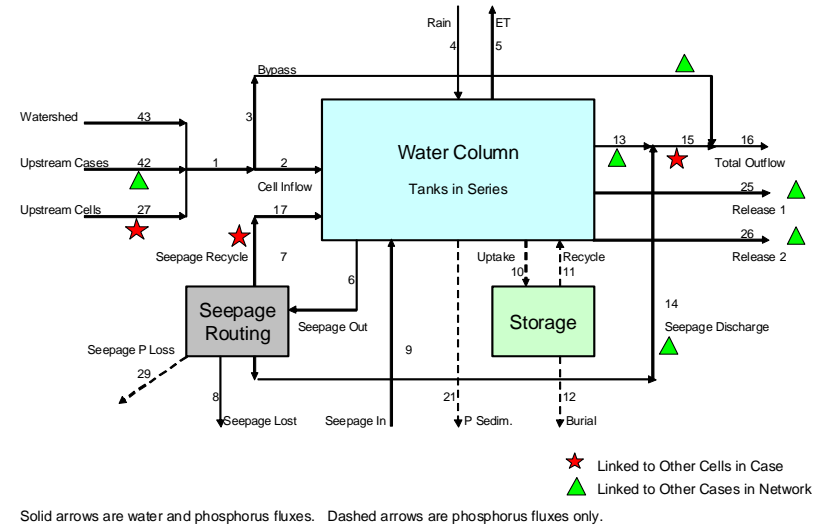 Rain
ET
4
5
Bypass
Watershed
43
3
13
15
16
Water Column
Upstream Cases
42
1
2
Total Outflow
Cell Inflow
Tanks in Series
25
Upstream Cells
27
17
Release 1
26
Seepage Recycle
7
Uptake
Recycle
Release 2
6
10
11
Seepage
Routing
Storage
14
Seepage Out
Seepage Discharge
Seepage P Loss
9
29
8
21
12
Seepage Lost
Seepage In
P Sedim.
Burial
Linked to Other Cells in Case
Linked to Other Cases in Network
Solid arrows are water and phosphorus fluxes. Dashed arrows are phosphorus fluxes only.